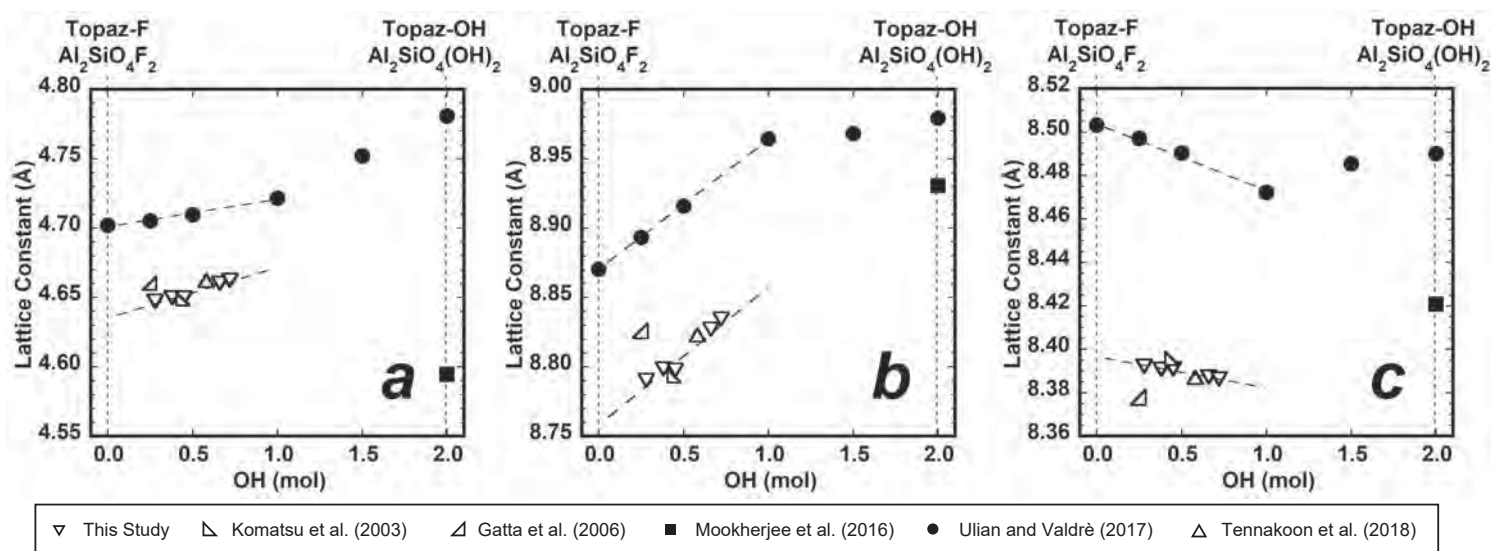 Topaz-F
Al₂SiO₄F₂
Topaz-OH
Al₂SiO₄(OH)₂
Lattice Constant (Å)
4.80
4.75
4.70
4.65
4.60
4.55
a
0.0 0.5 1.0 1.5 2.0
OH (mol)
Topaz-F
Al₂SiO₄F₂
Topaz-OH
Al₂SiO₄(OH)₂
Lattice Constant (Å)
9.00
8.95
8.90
8.85
8.80
8.75
b
0.0 0.5 1.0 1.5 2.0
OH (mol)
Topaz-F
Al₂SiO₄F₂
Topaz-OH
Al₂SiO₄(OH)₂
Lattice Constant (Å)
8.52
8.50
8.48
8.46
8.44
8.42
8.40
8.38
8.36
c
0.0 0.5 1.0 1.5 2.0
OH (mol)
This Study Komatsu et al. (2003) Gatta et al. (2006) Mookherjee et al. (2016) Ulian and Valdrè (2017) Tennakoon et al. (2018)